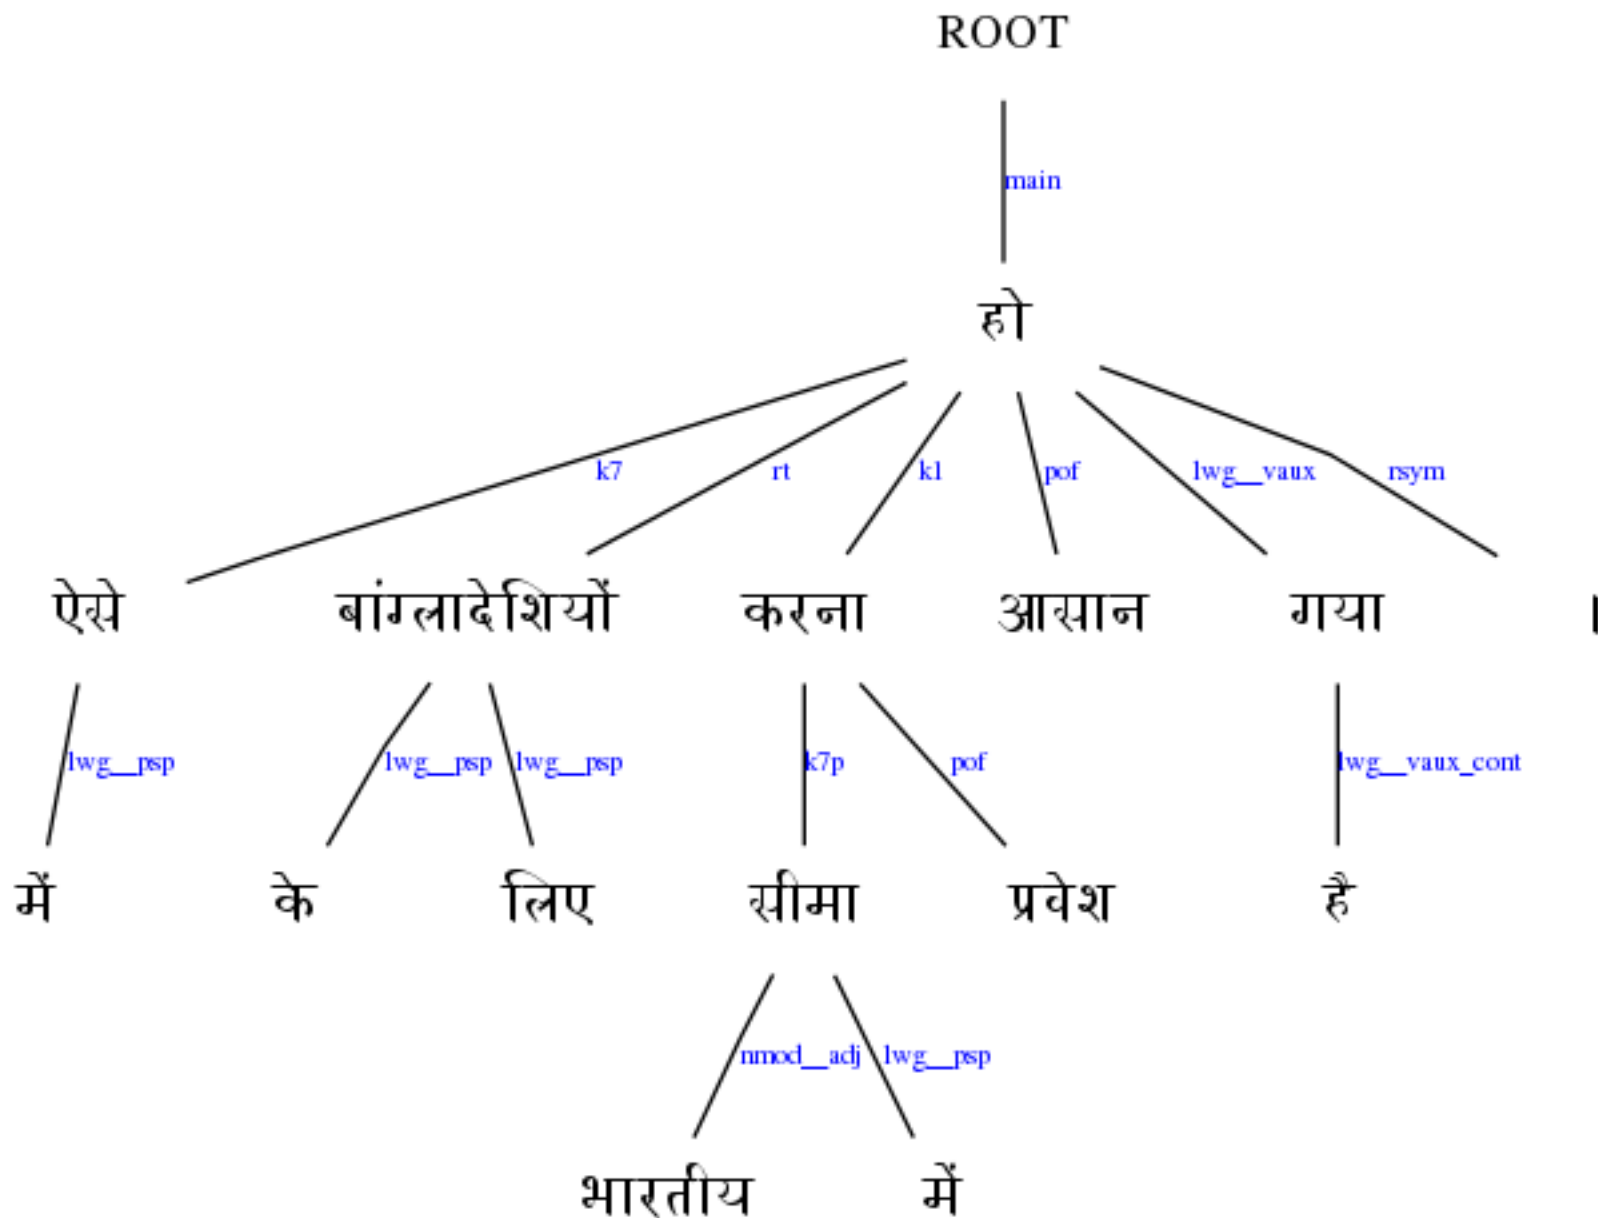 ROOT
main
हो
k7 rt k1 pof lwg__vaux rsym
ऐसे बांग्लादेशियों करना आसान गया ।
lwg__psp lwg__psp lwg__psp k7p pof lwg__vaux_cont
में के लिए सीमा प्रवेश है
nmod__adj lwg__psp
भारतीय में